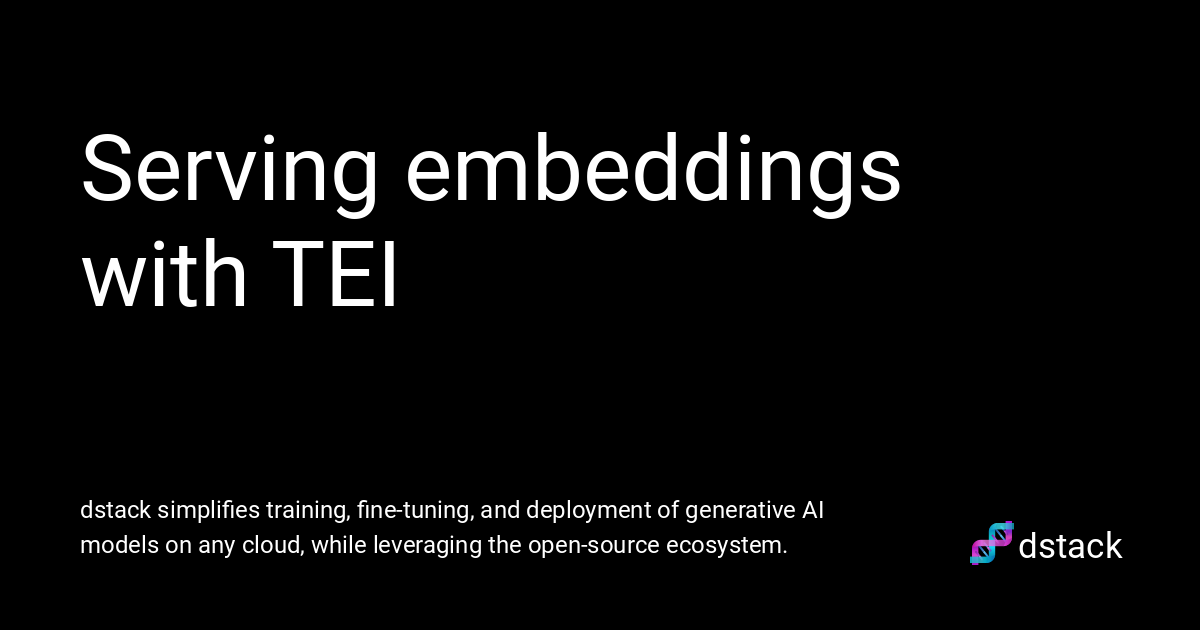 Serving embeddings
with TEI
dstack simplifies training, fine-tuning, and deployment of generative AI
models on any cloud, while leveraging the open-source ecosystem.
dstack